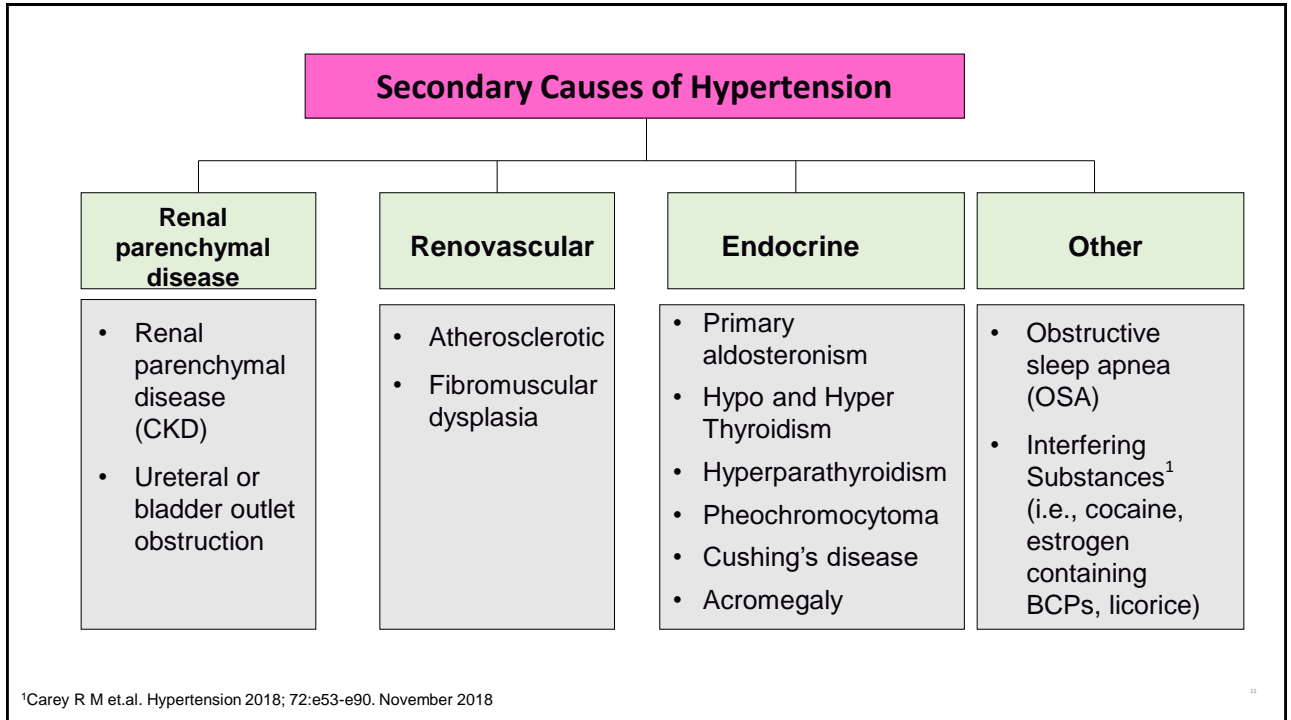 Secondary Causes of Hypertension
Renal
parenchymal
disease
• Renal
parenchymal
disease
(CKD)
• Ureteral or
bladder outlet
obstruction
Renovascular
• Atherosclerotic
• Fibromuscular
dysplasia
Endocrine
• Primary
aldosteronism
• Hypo and Hyper
Thyroidism
• Hyperparathyroidism
• Pheochromocytoma
• Cushing’s disease
• Acromegaly
Other
• Obstructive
sleep apnea
(OSA)
• Interfering
Substances¹
(i.e., cocaine,
estrogen
containing
BCPs, licorice)
¹Carey R M et.al. Hypertension 2018; 72:e53-e90. November 2018
11